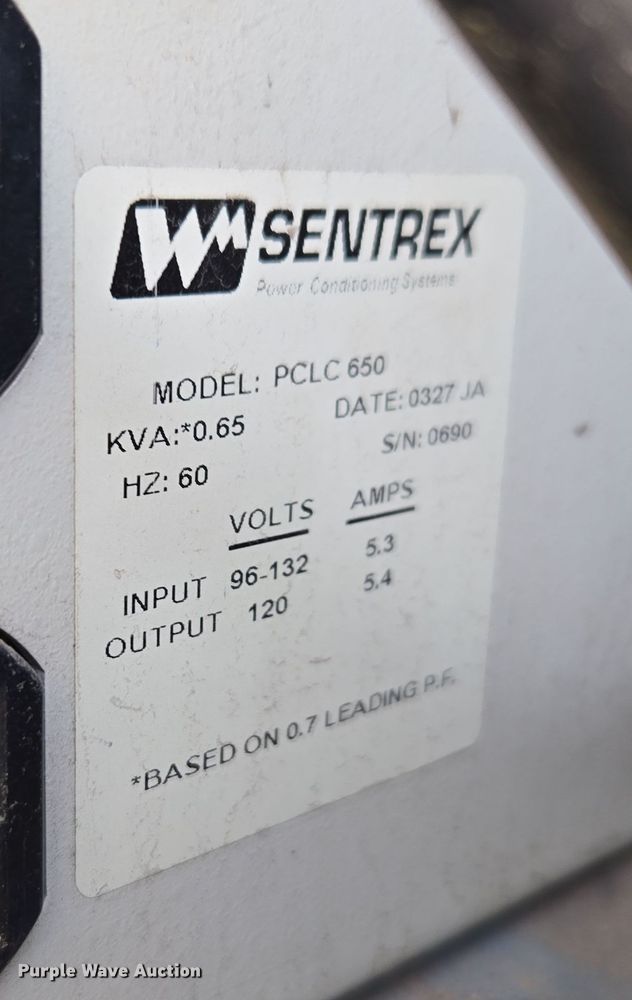 WM SENTREX
Power Conditioning Systems
MODEL: PCLC 650
KVA:*0.65
DATE: 0327 JA
HZ: 60
S/N: 0690
VOLTS AMPS
INPUT 96-132 5.3
OUTPUT 120 5.4
*BASED ON 0.7 LEADING P.F.
Purple Wave Auction